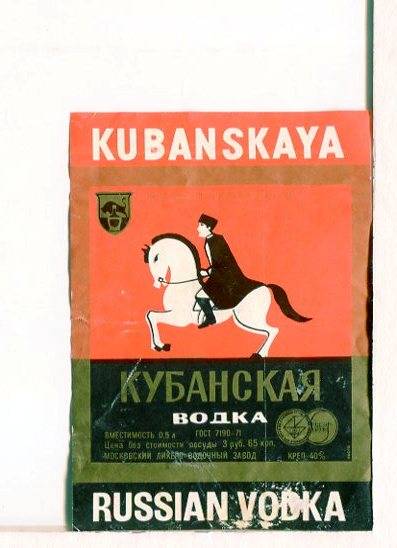 KUBANSKAYA
КУБАНСКАЯ
ВОДКА
ВМЕСТИМОСТЬ 0,5 л ГОСТ 7190-71
Цена без стоимости посуды 3 руб. 65 коп.
МОСКОВСКИЙ ЛИКЕРО-ВОДОЧНЫЙ ЗАВОД КРЕП. 40%
RUSSIAN VODKA